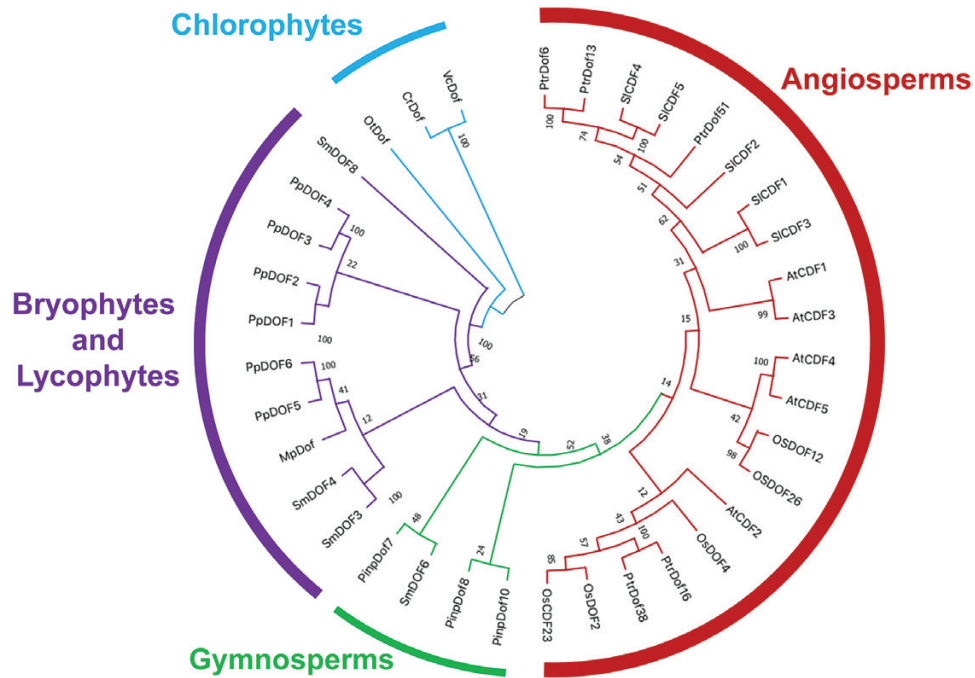 Chlorophytes
Angiosperms
Bryophytes
and
Lycophytes
Gymnosperms
PtrDof6
PtrDof13
SlCDF4
SlCDF5
PtrDof51
SlCDF2
SlCDF1
SlCDF3
AtCDF1
AtCDF3
AtCDF4
AtCDF5
OSDOF12
OSDOF26
AtCDF2
OsDOF4
PtrDof16
PtrDof38
OsDOF2
OsCDF23
PinpDof10
PinpDof8
SmDOF6
PinpDof7
SmDOF3
SmDOF4
MpDof
PpDOF5
PpDOF6
PpDOF1
PpDOF2
PpDOF3
PpDOF4
SmDOF8
OtDof
CrDof
VcDof
100
74
100
54
51
62
100
31
99
15
100
42
98
14
12
43
100
57
85
38
52
24
48
19
31
56
100
12
100
41
100
100
22
100
100